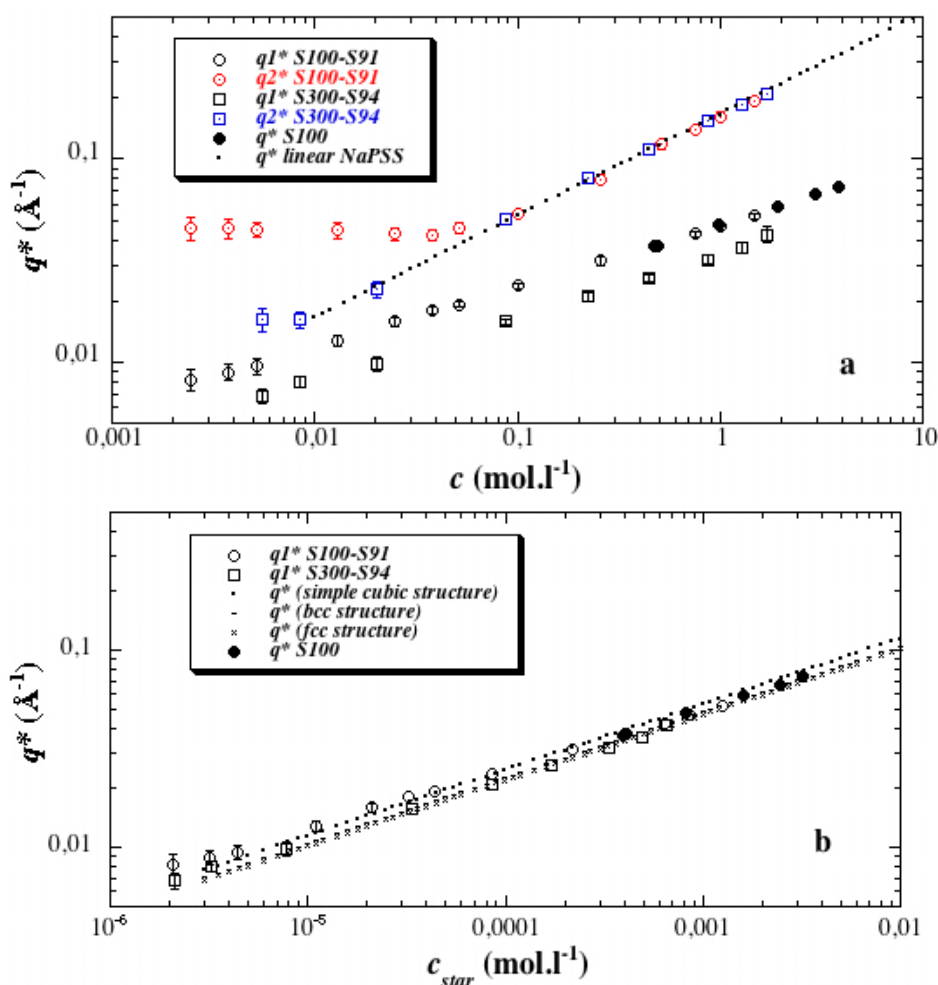 q1* S100-S91
q2* S100-S91
q1* S300-S94
q2* S300-S94
q* S100
q* linear NaPSS
0.1
0,01
q* (Å-1)
a
0,001 0,01 0,1 1 10
c (mol.l-1)
q1* S100-S91
q1* S300-S94
q* (simple cubic structure)
q* (bcc structure)
q* (fcc structure)
q* S100
0,1
0,01
q* (Å-1)
b
10-6 10-5 0,0001 0,001 0,01
cstar (mol.l-1)